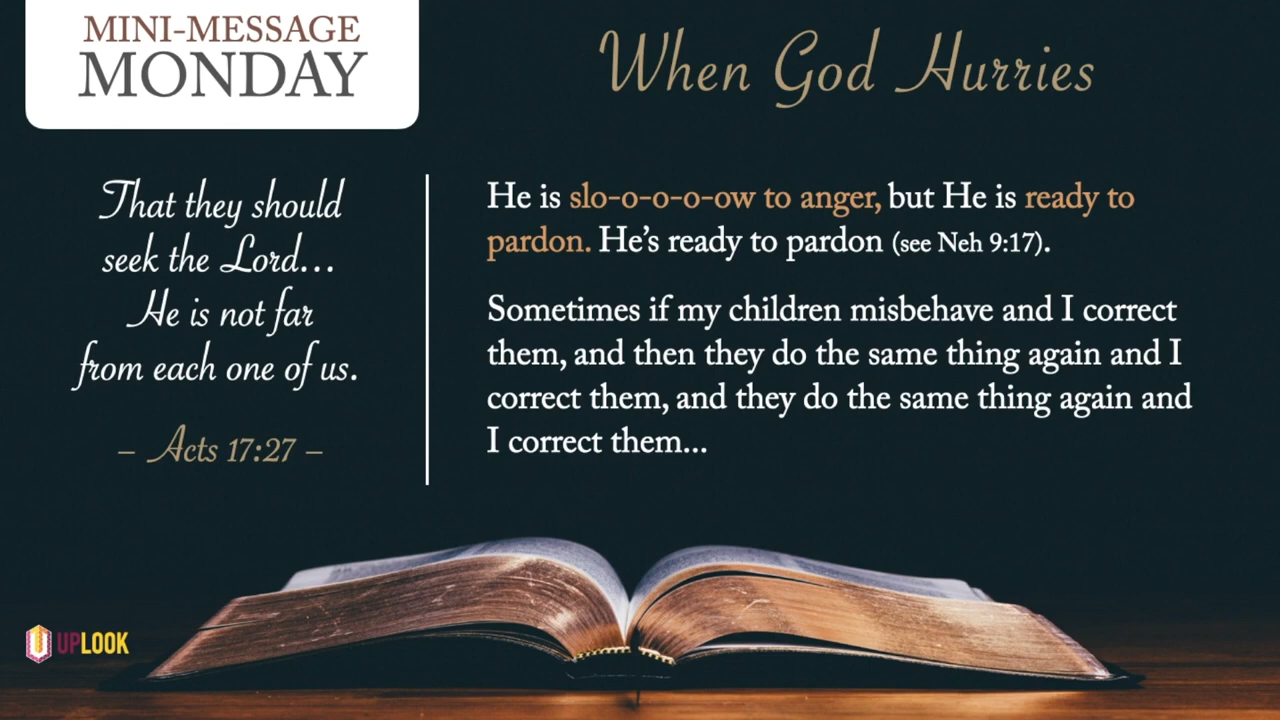 MINI-MESSAGE
MONDAY
When God Hurries
That they should
seek the Lord...
He is not far
from each one of us.
– Acts 17:27 –
He is slo-o-o-o-ow to anger, but He is ready to
pardon. He’s ready to pardon (see Neh 9:17).
Sometimes if my children misbehave and I correct
them, and then they do the same thing again and I
correct them, and they do the same thing again and
I correct them...
UPLOOK